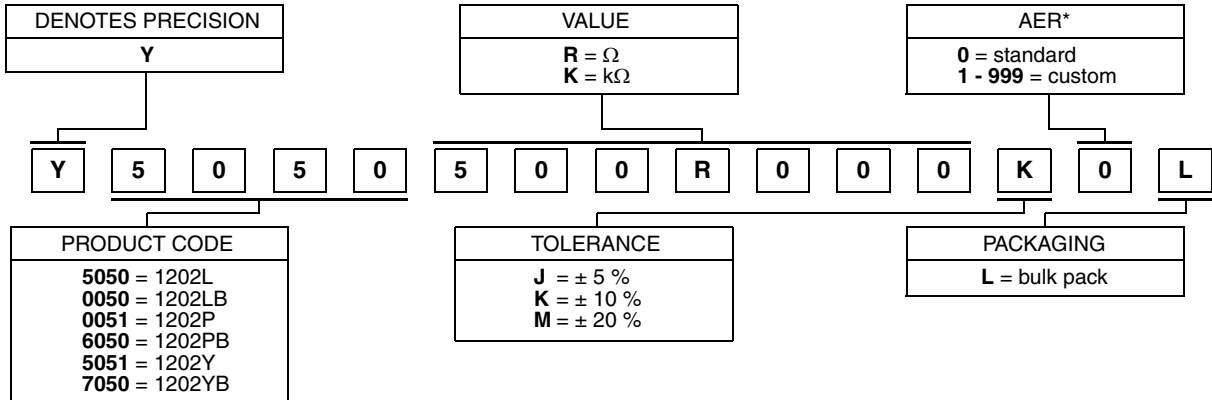 DENOTES PRECISION
Y
VALUE
R = Ω
K = kΩ
AER*
0 = standard
1 - 999 = custom
Y 5 0 5 0 5 0 0 R 0 0 0 K 0 L
PRODUCT CODE
5050 = 1202L
0050 = 1202LB
0051 = 1202P
6050 = 1202PB
5051 = 1202Y
7050 = 1202YB
TOLERANCE
J = ± 5 %
K = ± 10 %
M = ± 20 %
PACKAGING
L = bulk pack